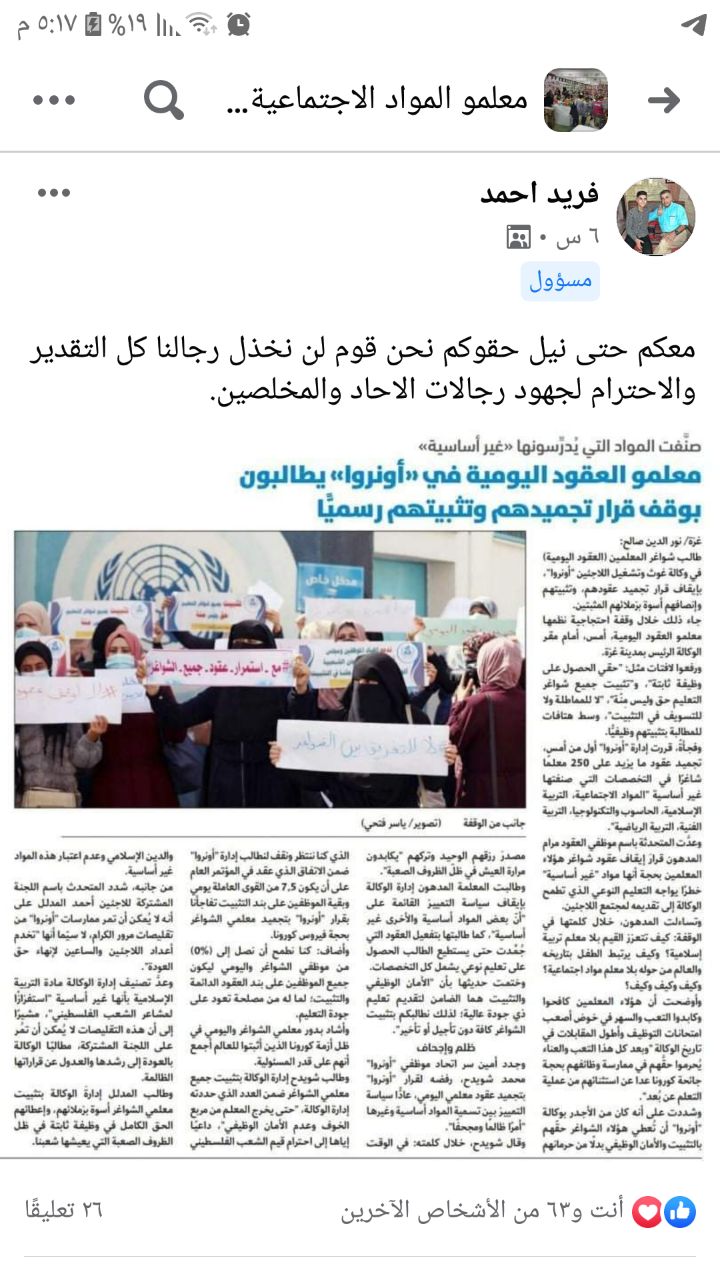 ٥:١٧ م
%١٩
معلمو المواد الاجتماعية...
فريد احمد
٦ س
مسؤول
معكم حتى نيل حقوكم نحن قوم لن نخذل رجالنا كل التقدير
والاحترام لجهود رجالات الاحاد والمخلصين.
صنَّفت المواد التي يُدرِّسونها «غير أساسية»
معلمو العقود اليومية في «أونروا» يطالبون
بوقف قرار تجميدهم وتثبيتهم رسميًّا
غزة/ نور الدين صالح:
طالب شواغر المعلمين (العقود اليومية)
في وكالة غوث وتشغيل اللاجئين "أونروا"،
بإيقاف قرار تجميد عقودهم، وتثبيتهم
وإنصافهم أسوة بزملائهم المثبتين.
جاء ذلك خلال وقفة احتجاجية نظمها
معلمو العقود اليومية، أمس، أمام مقر
الوكالة الرئيس بمدينة غزة.
ورفعوا لافتات مثل: "حقي الحصول على
وظيفة ثابتة"، و"تثبيت جميع شواغر
التعليم حق وليس منّة"، "لا للمماطلة ولا
للتسويف في التثبيت"، وسط هتافات
للمطالبة بتثبيتهم وظيفيًّا.
وفجأة، قررت إدارة "أونروا" أول من أمس،
تجميد عقود ما يزيد على 250 معلمًا
شاغرًا في التخصصات التي صنفتها
غير أساسية "المواد الاجتماعية، التربية
الإسلامية، الحاسوب والتكنولوجيا، التربية
الفنية، التربية الرياضية".
وعدَّت المتحدثة باسم موظفي العقود مرام
المدهون قرارَ إيقاف عقود شواغر هؤلاء
المعلمين بحجة أنها مواد "غير أساسية"
خطرًا يواجه التعليم النوعي الذي تطمح
الوكالة إلى تقديمه لمجتمع اللاجئين.
وتساءلت المدهون، خلال كلمتها في
الوقفة: كيف تتعزز القيم بلا معلم تربية
إسلامية؟ وكيف يرتبط الطفل بتاريخه
والعالم من حوله بلا معلم مواد اجتماعية؟
وكيف وكيف وكيف؟
وأوضحت أن هؤلاء المعلمين كافحوا
وكابدوا التعب والسهر في خوض أصعب
امتحانات التوظيف وأطول المقابلات في
تاريخ الوكالة "وبعد كل هذا التعب والعناء
يُحرموا حقَّهم في ممارسة وظائفهم بحجة
جائحة كورونا عدا عن استثنائهم من عملية
التعلم عن بُعد".
وشددت على أنه كان من الأجدر بوكالة
"أونروا" أن تُعطي هؤلاء الشواغر حقَّهم
بالتثبيت والأمان الوظيفي بدلًا من حرمانهم
مدخل خاص
#مع_استمرار_عقود_جميع_الشواغر
#لا للتفريق بين الشواغر
جانب من الوقفة (تصوير/ ياسر فتحي)
مصدرَ رزقهم الوحيد وتركهم "يكابدون
مرارة العيش في ظل الظروف الصعبة".
وطالبت المعلمة المدهون إدارة الوكالة
بإيقاف سياسة التمييز القائمة على
"أنّ بعض المواد أساسية والأخرى غير
أساسية"، كما طالبتها بتفعيل العقود التي
جُمّدت حتى يستطيع الطالب الحصول
على تعليم نوعي يشمل كل التخصصات.
وختمت حديثها بأن "الأمان الوظيفي
والتثبيت هما الضامن لتقديم تعليم
ذي جودة عالية؛ لذلك نطالبكم بتثبيت
الشواغر كافة دون تأجيل أو تأخير".
ظلم وإجحاف
وجدد أمين سر اتحاد موظفي "أونروا"
محمد شويدح، رفضه لقرار "أونروا"
بتجميد عقود معلمي اليومي، عادًّا سياسة
التمييز بين تسمية المواد أساسية وغيرها
"أمرًا ظالمًا ومجحفًا".
وقال شويدح، خلال كلمته: في الوقت
الذي كنا ننتظر ونقف لنطالب إدارة "أونروا"
ضمن الاتفاق الذي عقد في المؤتمر العام
على أن يكون 7,5 من القوى العاملة يومي
وبقية الموظفين على بند التثبيت تفاجأنا
بقرار "أونروا" بتجميد معلمي الشواغر
بحجة فيروس كورونا.
وأضاف: كنا نطمح أن نصل إلى (0%)
من موظفي الشواغر واليومي ليكون
جميع الموظفين على بند العقود الدائمة
والتثبيت؛ لما له من مصلحة تعود على
جودة التعليم.
وأشاد بدور معلمي الشواغر واليومي في
ظل أزمة كورونا الذين أثبتوا للعالم أجمع
أنهم على قدر المسئولية.
وطالب شويدح إدارة الوكالة بتثبيت جميع
معلمي الشواغر ضمن العدد الذي حددته
إدارة الوكالة، "حتى يخرج المعلم من مربع
الخوف وعدم الأمان الوظيفي"، داعيًا
إياها إلى احترام قيم الشعب الفلسطيني
والدين الإسلامي وعدم اعتبار هذه المواد
غير أساسية.
من جانبه، شدد المتحدث باسم اللجنة
المشتركة للاجئين أحمد المدلل على
أنه لا يُمكن أن تمر ممارسات "أونروا" من
تقليصات مرور الكرام، لا سيمّا أنها "تخدم
أعداد اللاجئين والساعين لإنهاء حق
العودة".
وعدَّ تصنيف إدارة الوكالة مادة التربية
الإسلامية بأنها غير أساسية "استفزازًا
لمشاعر الشعب الفلسطيني"، مشيرًا
إلى أن هذه التقليصات لا يُمكن أن تمُر
على اللجنة المشتركة، مطالبًا الوكالة
بالعودة إلى رشدها والعدول عن قراراتها
الظالمة.
وطالب المدلل إدارة الوكالة بتثبيت
معلمي الشواغر أسوة بزملائهم، وإعطائهم
الحق الكامل في وظيفة ثابتة في ظل
الظروف الصعبة التي يعيشها شعبنا.
أنت و٦٣ من الأشخاص الآخرين
٢٦ تعليقًا